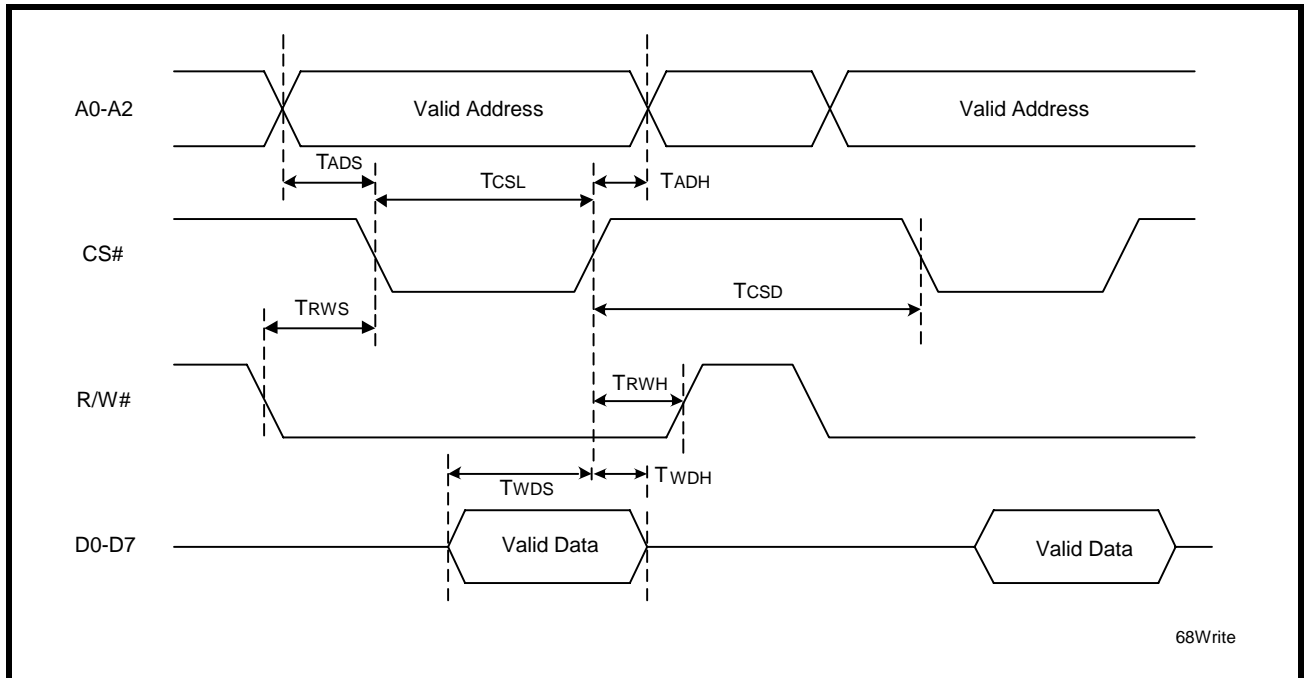 A0-A2
Valid Address
Valid Address
TADS
TCSL
TADH
CS#
TCSD
TRWS
R/W#
TRWH
TWDS
TWDH
D0-D7
Valid Data
Valid Data
68Write